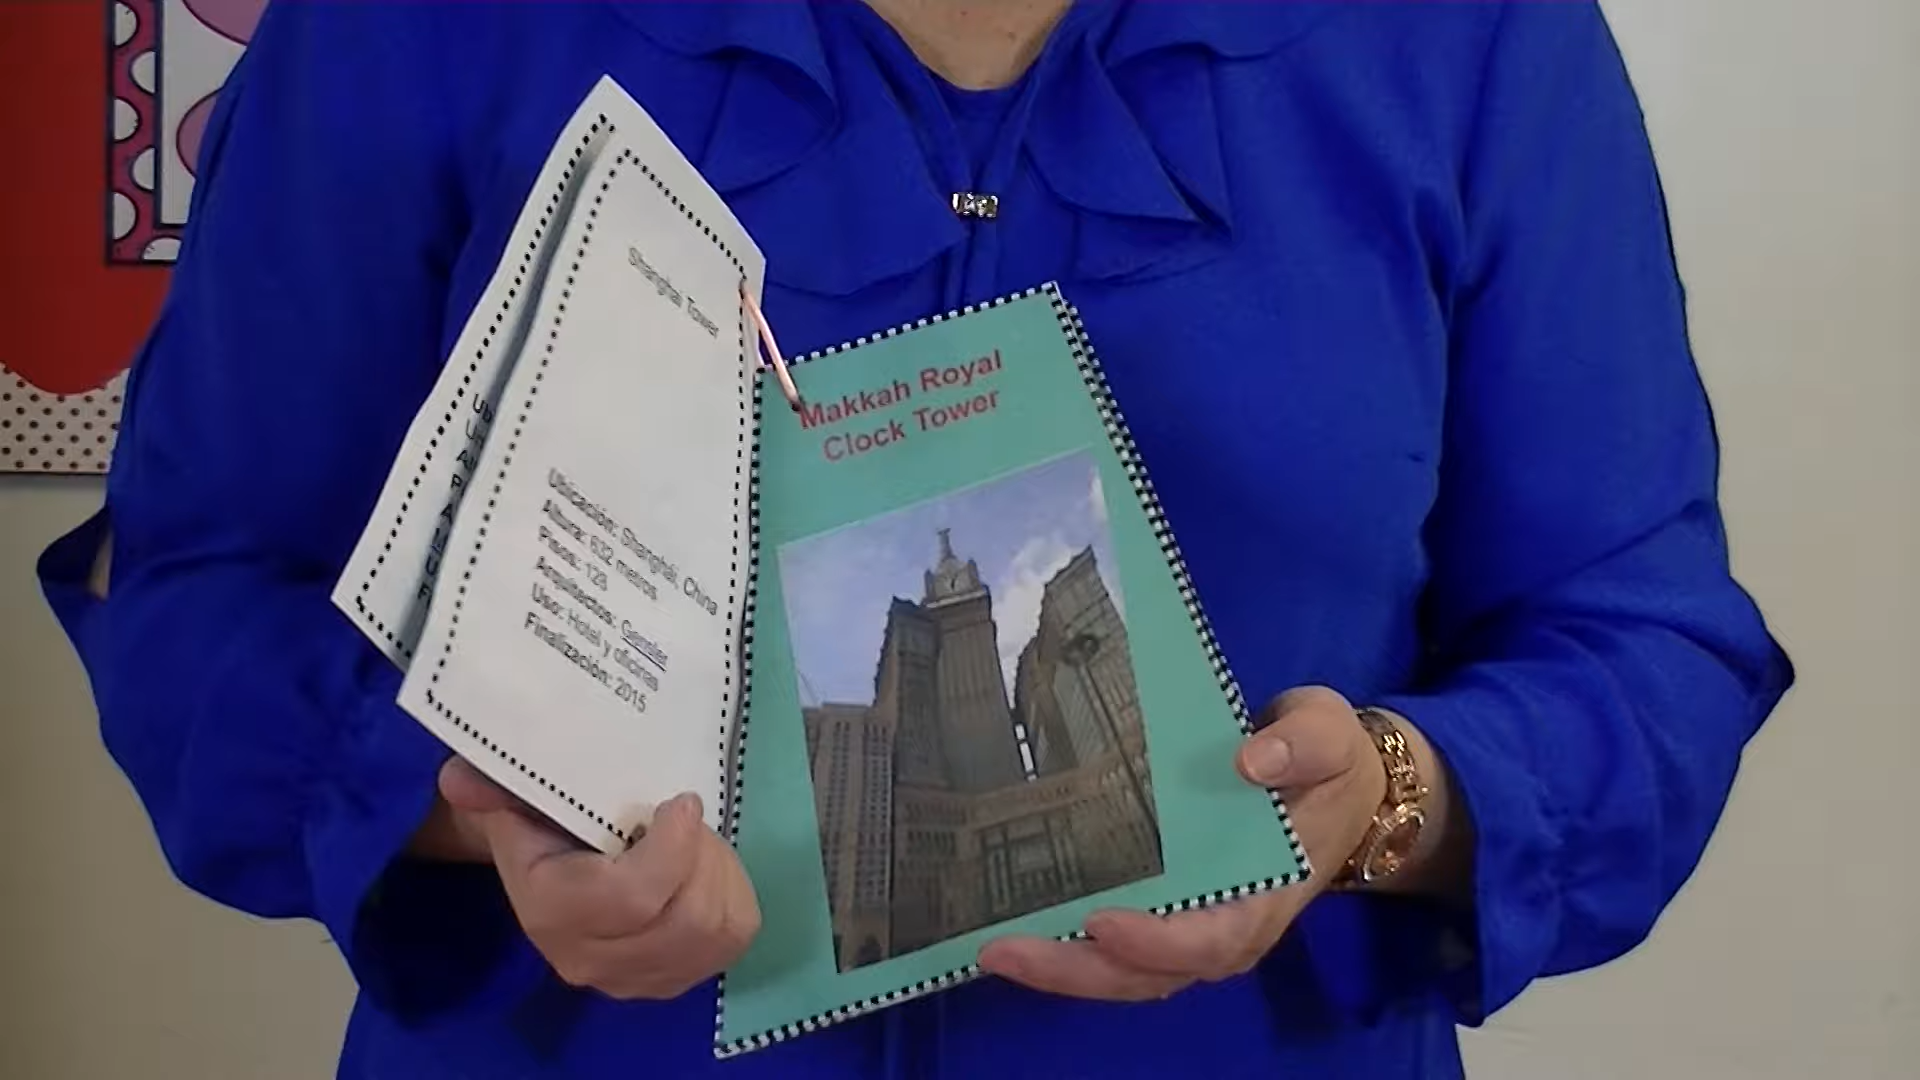 Shanghai Tower
Ubicación: Shanghái, China
Altura: 632 metros
Pisos: 128
Arquitectos: Gensler
Uso: Hotel y oficinas
Finalización: 2015
Makkah Royal
Clock Tower